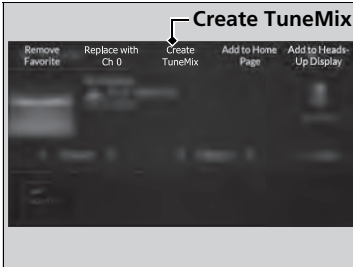 Create TuneMix
Remove Favorite
Replace with Ch 0
Create TuneMix
Add to Home Page
Add to Heads-Up Display